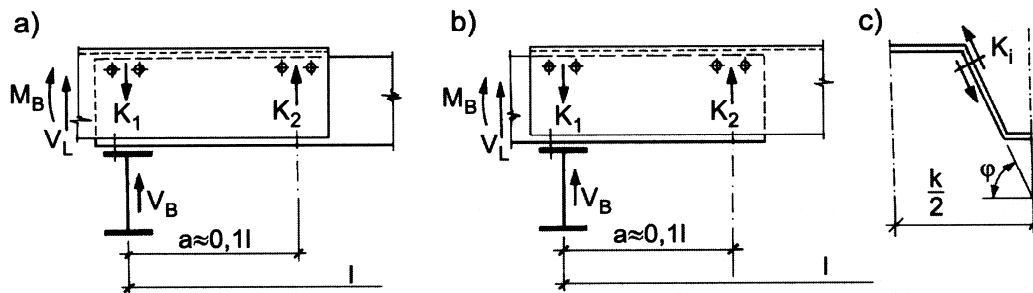 a)
M_B
V_L
K_1
K_2
V_B
a≈0,1l
l
b)
M_B
V_L
K_1
K_2
V_B
a≈0,1l
l
c)
K_i
φ
k/2